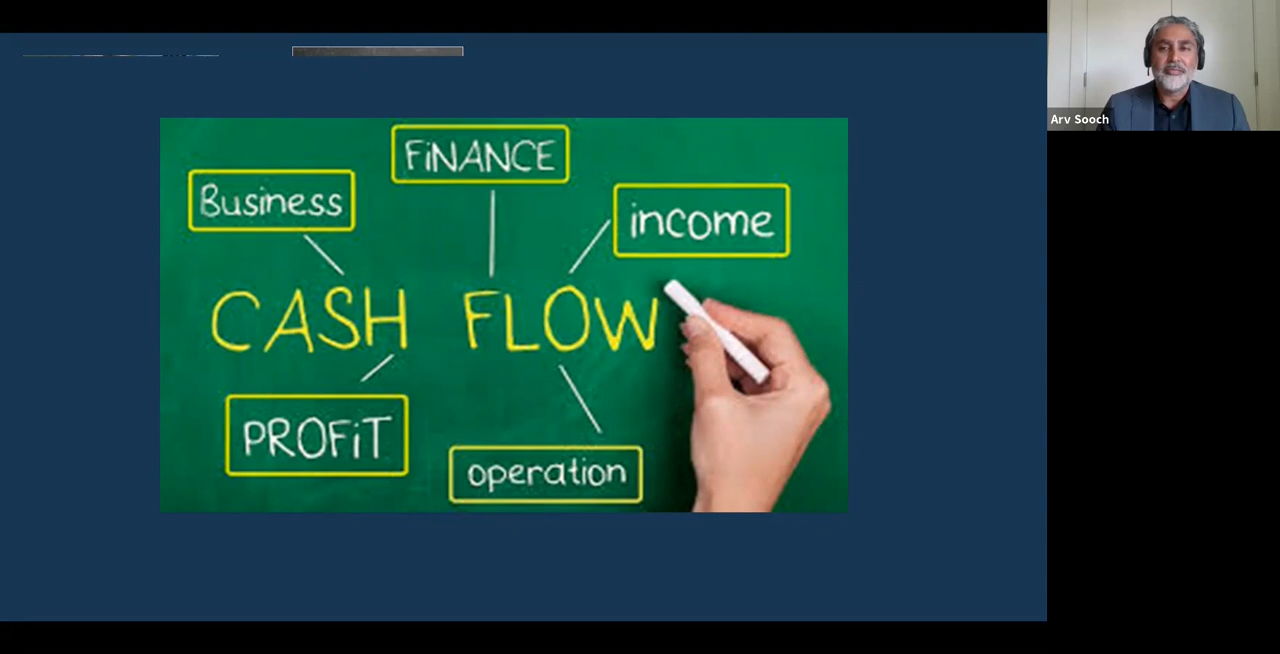 FiNANCE
Business
income
CASH FLOW
PROFiT
operation
Arv Sooch